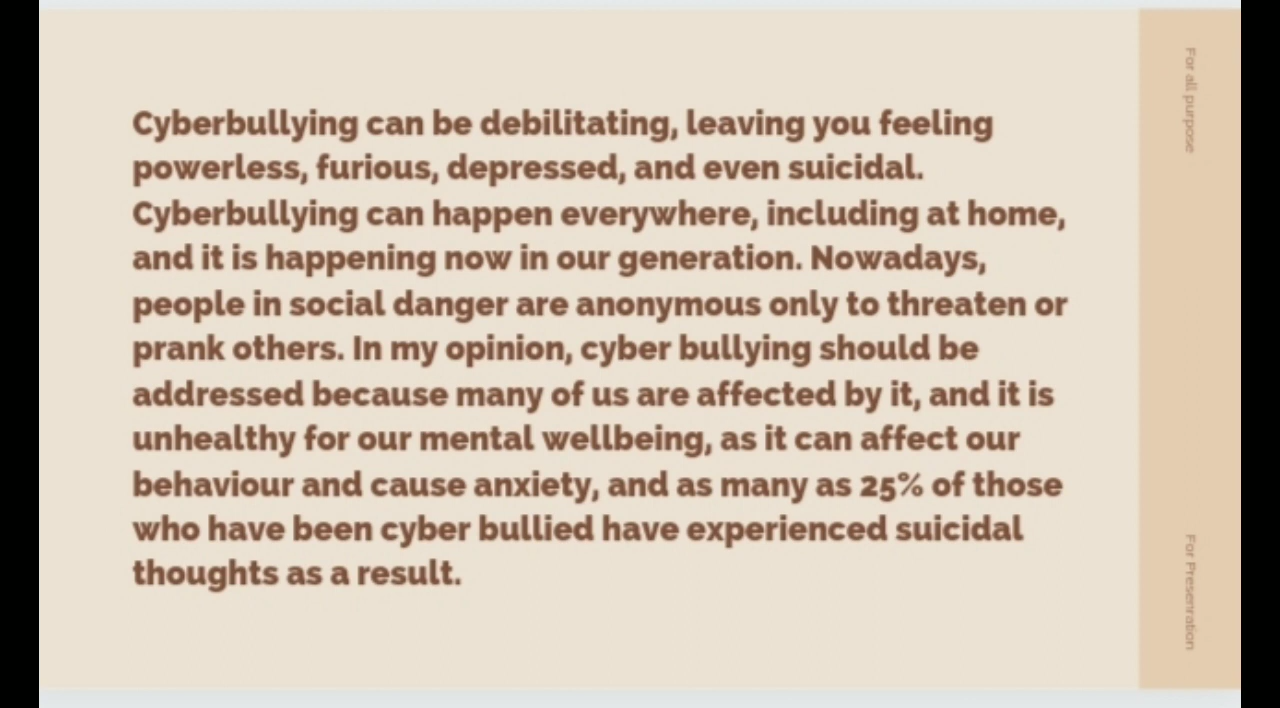 Cyberbullying can be debilitating, leaving you feeling
powerless, furious, depressed, and even suicidal.
Cyberbullying can happen everywhere, including at home,
and it is happening now in our generation. Nowadays,
people in social danger are anonymous only to threaten or
prank others. In my opinion, cyber bullying should be
addressed because many of us are affected by it, and it is
unhealthy for our mental wellbeing, as it can affect our
behaviour and cause anxiety, and as many as 25% of those
who have been cyber bullied have experienced suicidal
thoughts as a result.
For all purpose
For Presenration